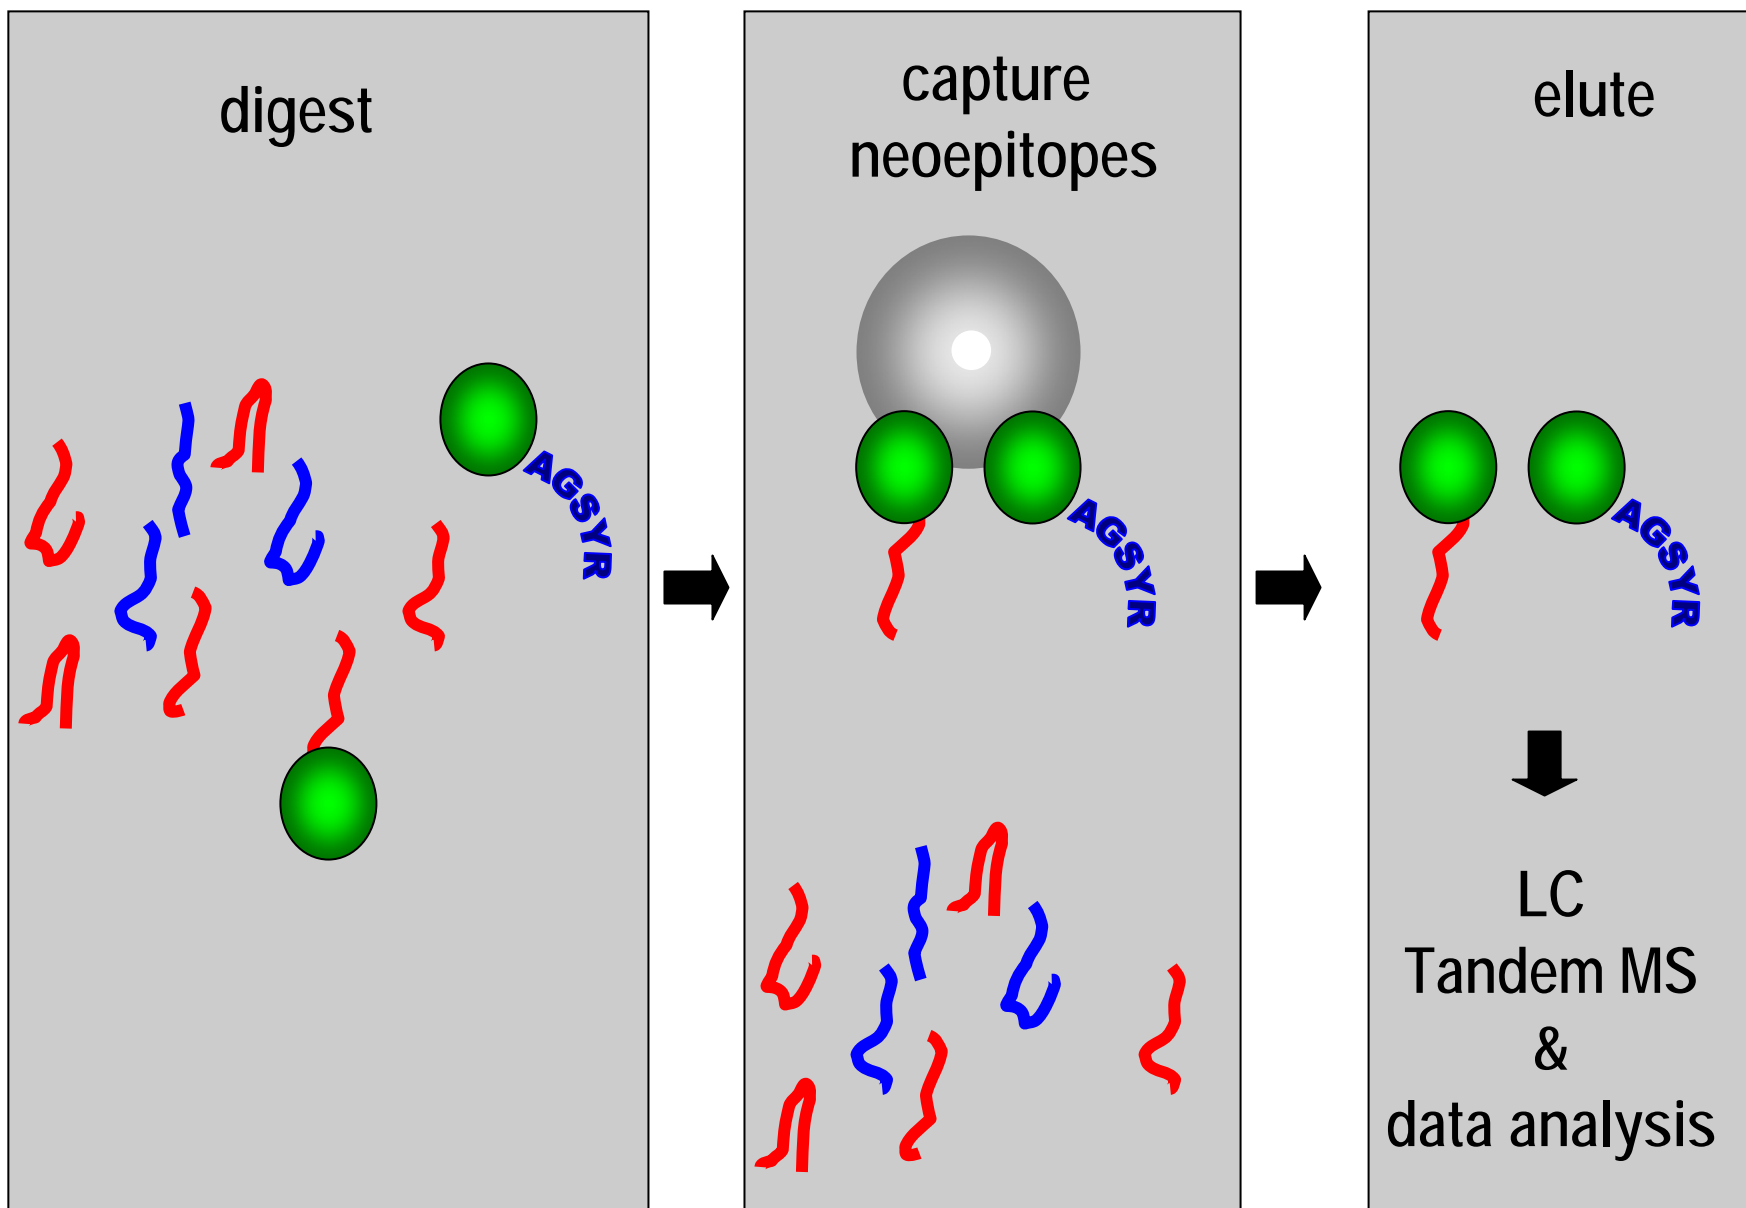 digest
AGSYR
capture
neoepitopes
AGSYR
elute
AGSYR
LC
Tandem MS
&
data analysis